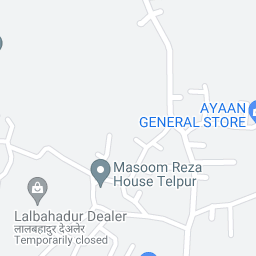 AYAAN
GENERAL STORE
Masoom Reza
House Telpur
Lalbahadur Dealer
लालबहादुर देअलेर
Temporarily closed